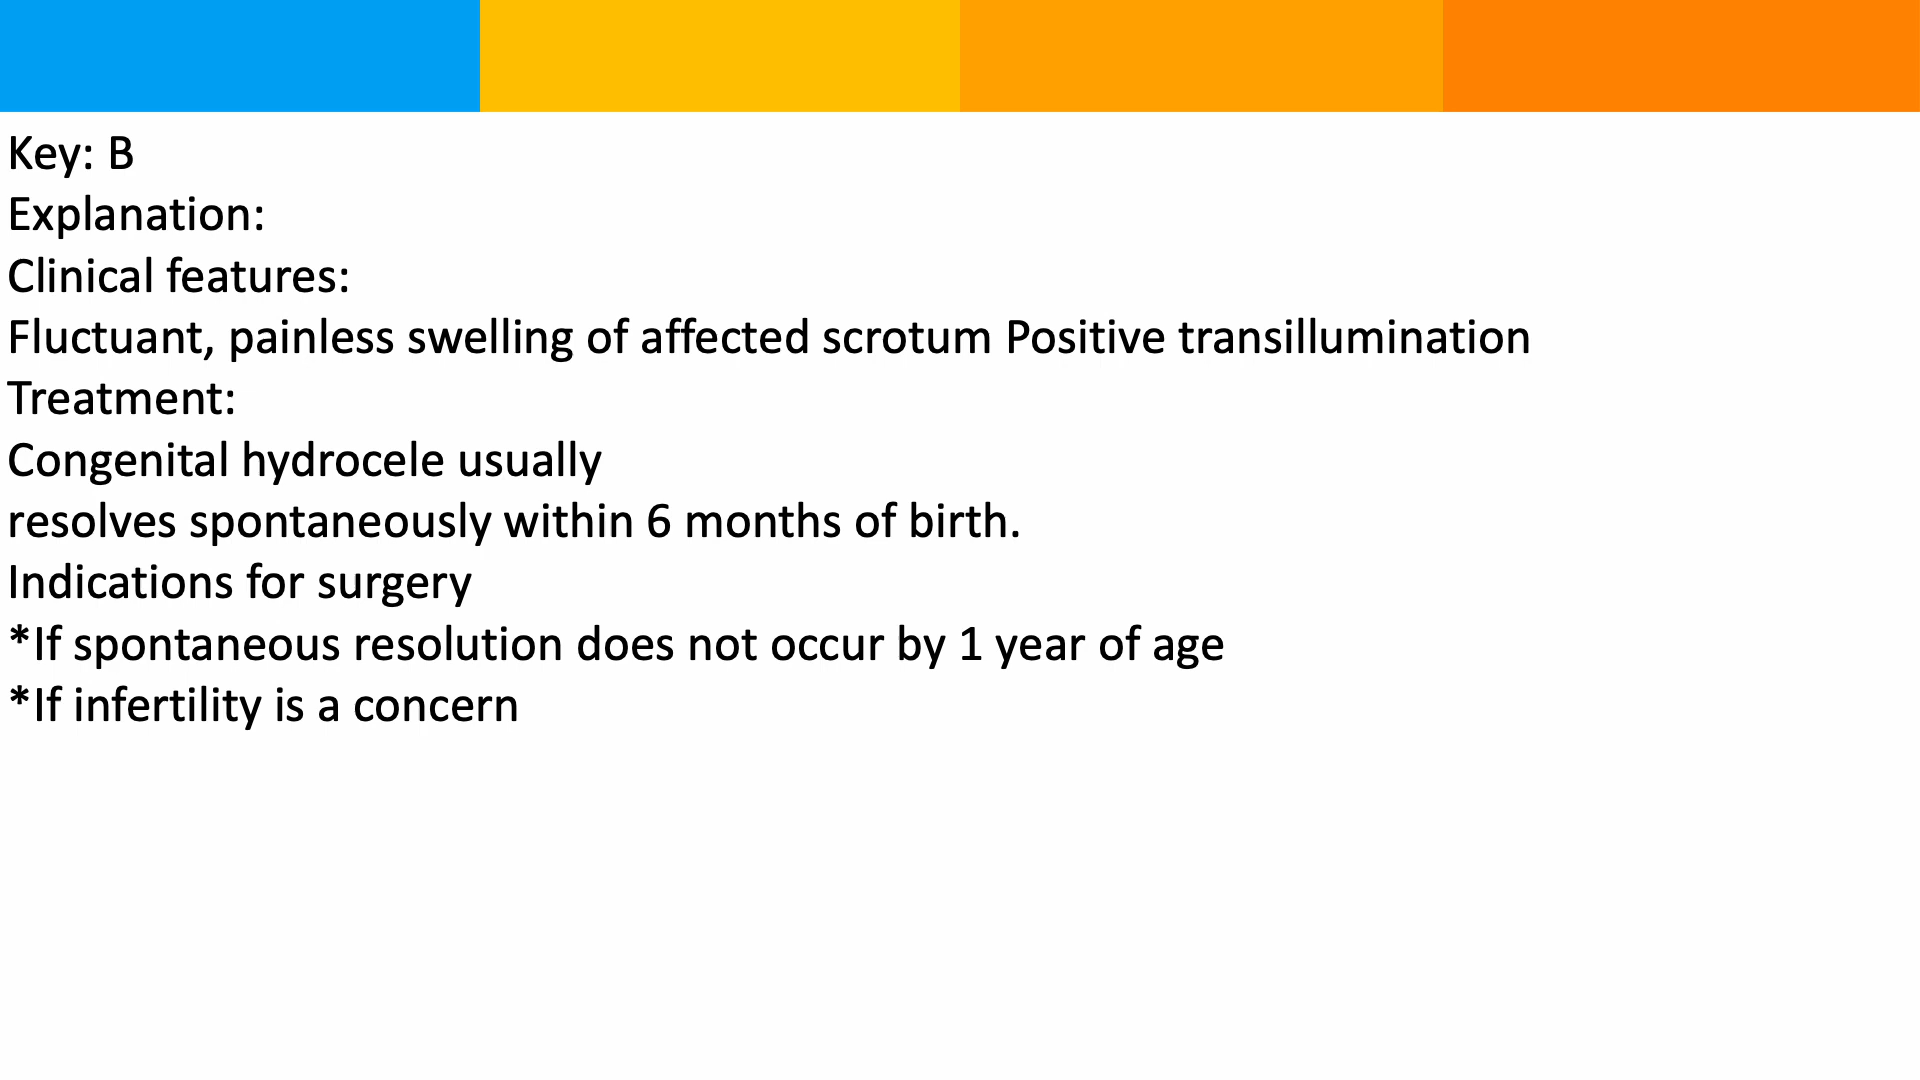 Key: B
Explanation:
Clinical features:
Fluctuant, painless swelling of affected scrotum Positive transillumination
Treatment:
Congenital hydrocele usually
resolves spontaneously within 6 months of birth.
Indications for surgery
*If spontaneous resolution does not occur by 1 year of age
*If infertility is a concern